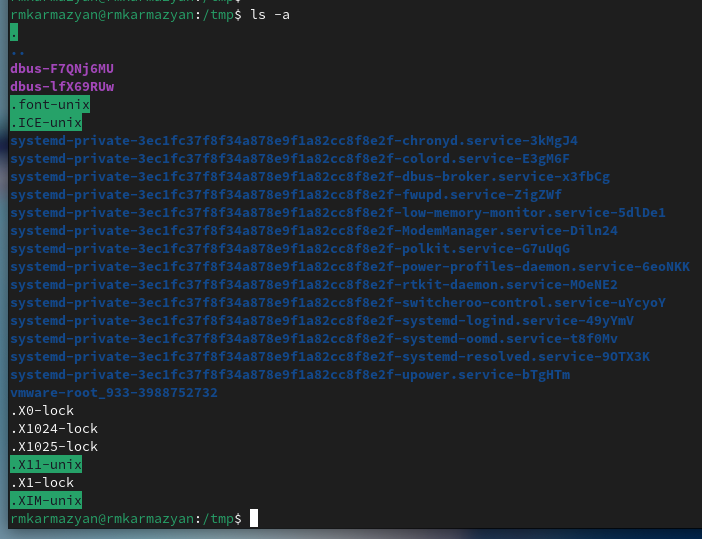 rmkarmazyan@rmkarmazyan:/tmp$ ls -a
.
..
dbus-F7QNj6MU
dbus-lfX69RUw
.font-unix
.ICE-unix
systemd-private-3ec1fc37f8f34a878e9f1a82cc8f8e2f-chronyd.service-3kMgJ4
systemd-private-3ec1fc37f8f34a878e9f1a82cc8f8e2f-colord.service-E3gM6F
systemd-private-3ec1fc37f8f34a878e9f1a82cc8f8e2f-dbus-broker.service-x3fbCg
systemd-private-3ec1fc37f8f34a878e9f1a82cc8f8e2f-fwupd.service-ZigZWf
systemd-private-3ec1fc37f8f34a878e9f1a82cc8f8e2f-low-memory-monitor.service-5dlDe1
systemd-private-3ec1fc37f8f34a878e9f1a82cc8f8e2f-ModemManager.service-Diln24
systemd-private-3ec1fc37f8f34a878e9f1a82cc8f8e2f-polkit.service-G7uUqG
systemd-private-3ec1fc37f8f34a878e9f1a82cc8f8e2f-power-profiles-daemon.service-6eoNKK
systemd-private-3ec1fc37f8f34a878e9f1a82cc8f8e2f-rtkit-daemon.service-MOeNE2
systemd-private-3ec1fc37f8f34a878e9f1a82cc8f8e2f-switcheroo-control.service-uYcyoY
systemd-private-3ec1fc37f8f34a878e9f1a82cc8f8e2f-systemd-logind.service-49yYmV
systemd-private-3ec1fc37f8f34a878e9f1a82cc8f8e2f-systemd-oomd.service-t8f0Mv
systemd-private-3ec1fc37f8f34a878e9f1a82cc8f8e2f-systemd-resolved.service-9OTX3K
systemd-private-3ec1fc37f8f34a878e9f1a82cc8f8e2f-upower.service-bTgHTm
vmware-root_933-3988752732
.X0-lock
.X1024-lock
.X1025-lock
.X11-unix
.X1-lock
.XIM-unix
rmkarmazyan@rmkarmazyan:/tmp$